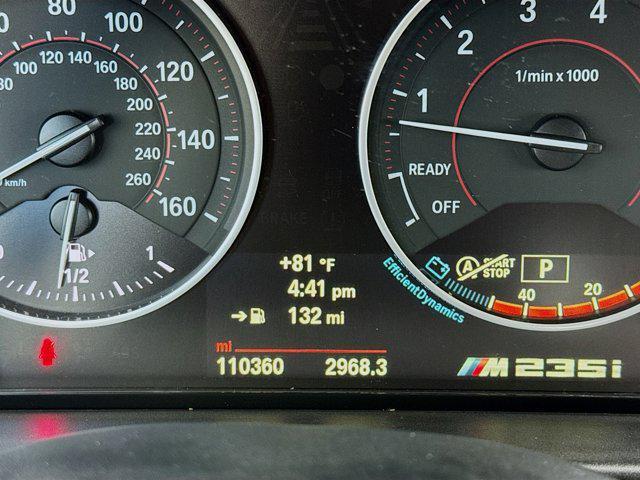 60 80 100 120 140 160
80 100 120 140 160 180 200 220 240 260
km/h
0 1/2 1
1 2 3 4
1/min x 1000
READY
OFF
+81 °F
4:41 pm
132 mi
mi
110360 2968.3
EfficientDynamics
A START
STOP
P
40 20
M235i